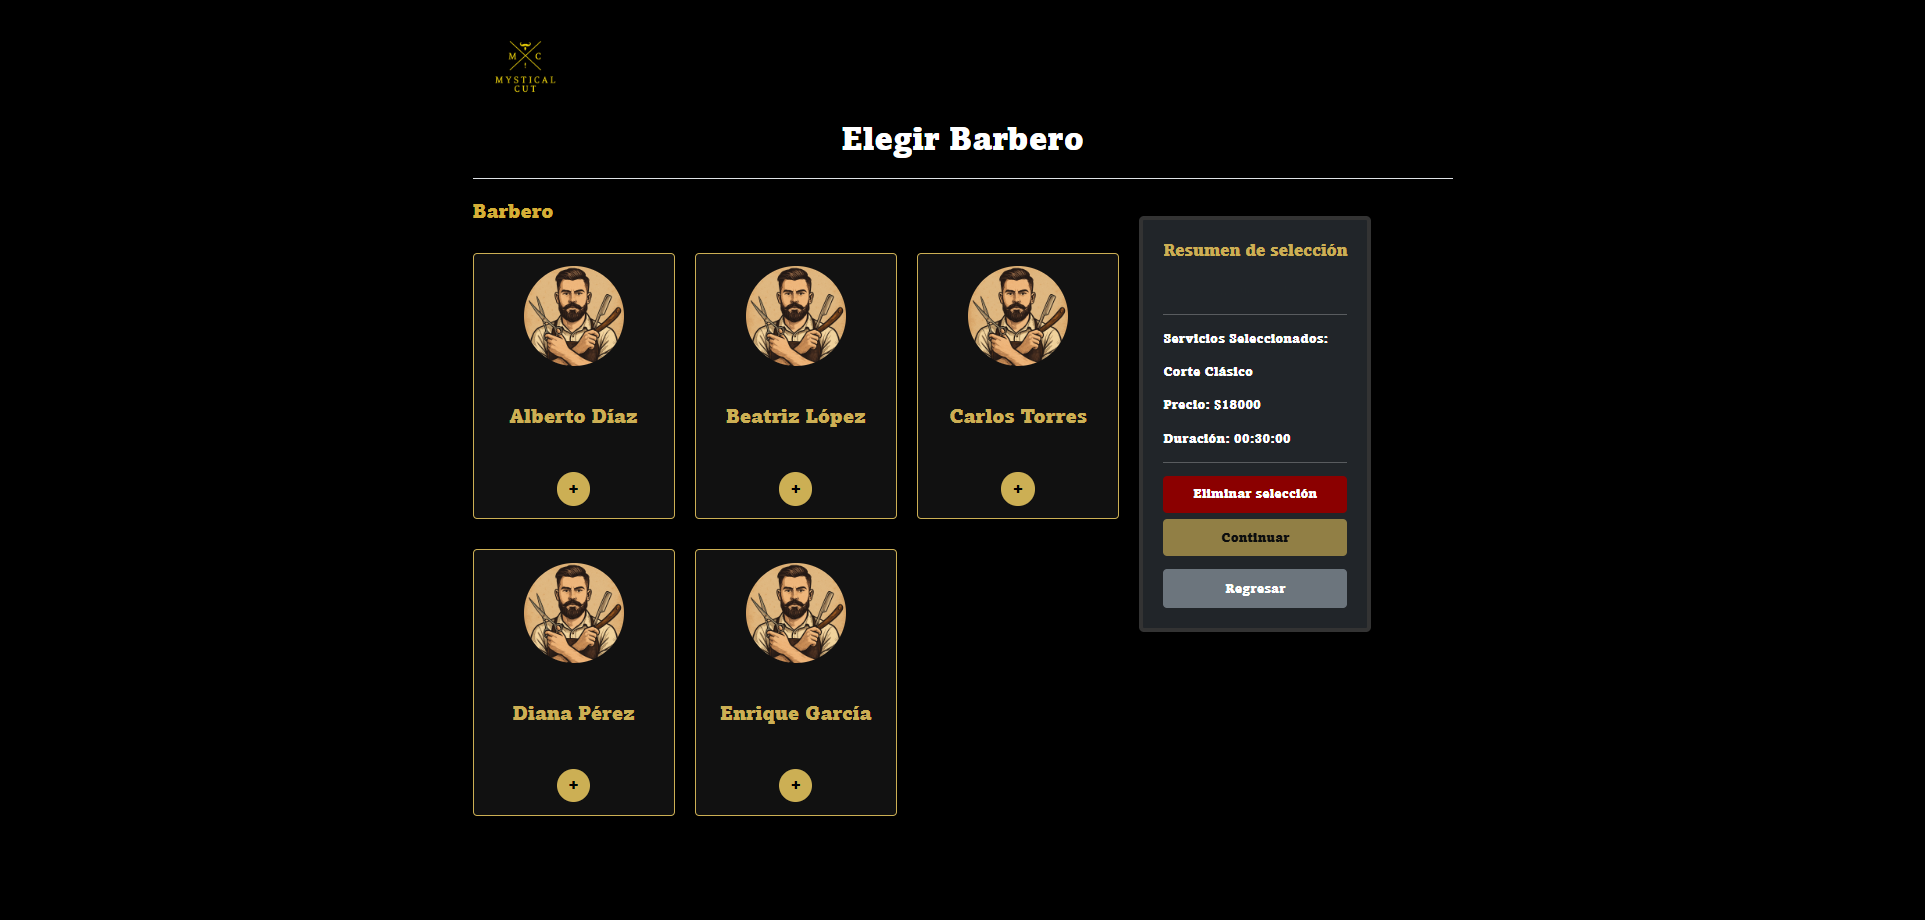 M C
MYSTICAL
CUT
Elegir Barbero
Barbero
Alberto Díaz
+
Beatriz López
+
Carlos Torres
+
Diana Pérez
+
Enrique García
+
Resumen de selección
Servicios Seleccionados:
Corte Clásico
Precio: $18000
Duración: 00:30:00
Eliminar selección
Continuar
Regresar